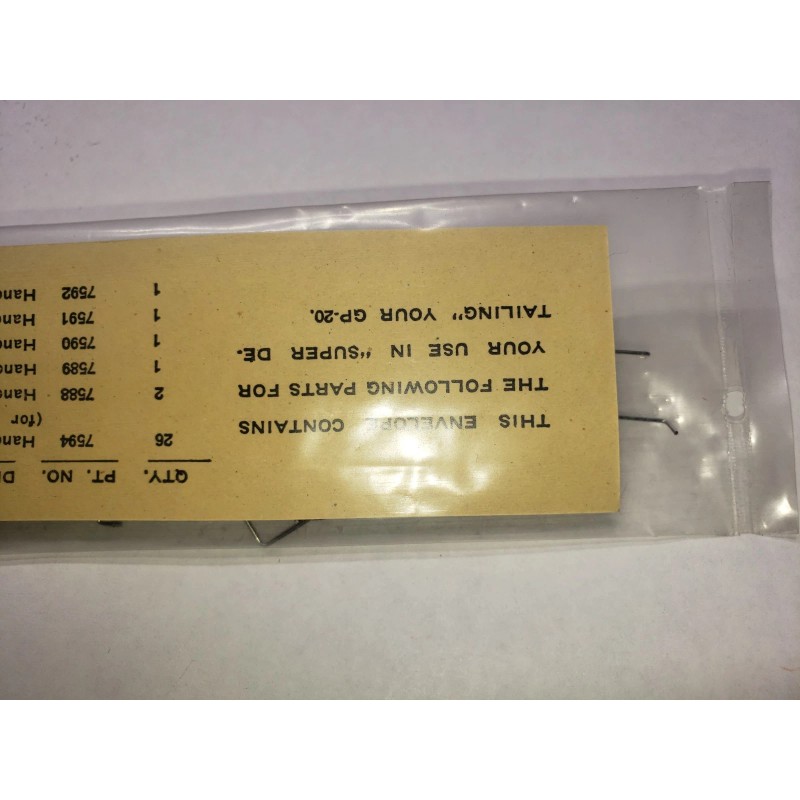 THIS ENVELOPE CONTAINS
THE FOLLOWING PARTS FOR
YOUR USE IN "SUPER DE-
TAILING" YOUR GP-20.
QTY. PT. NO. D
26 7594 Hand
(for
2 7588 Hand
1 7589 Hand
1 7590 Hand
1 7591 Hand
1 7592 Hand